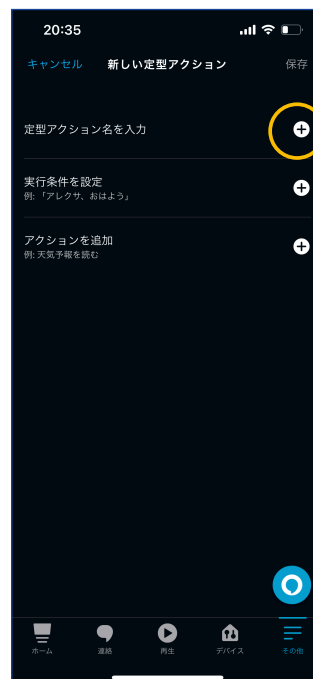 20:35
キャンセル 新しい定型アクション 保存
定型アクション名を入力
実行条件を設定
例: 「アレクサ、おはよう」
アクションを追加
例: 天気予報を読む
ホーム 連絡 再生 デバイス その他